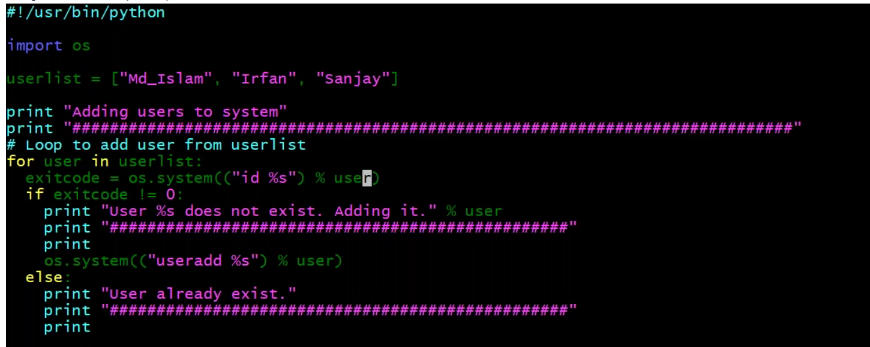 #!/usr/bin/python
import os
userlist = ["Md_Islam", "Irfan", "Sanjay"]
print "Adding users to system"
print "##############################################################################"
# Loop to add user from userlist
for user in userlist:
  exitcode = os.system(("id %s") % user)
  if exitcode != 0:
    print "User %s does not exist. Adding it." % user
    print "##################################################"
    print
    os.system(("useradd %s") % user)
  else:
    print "User already exist."
    print "##################################################"
    print